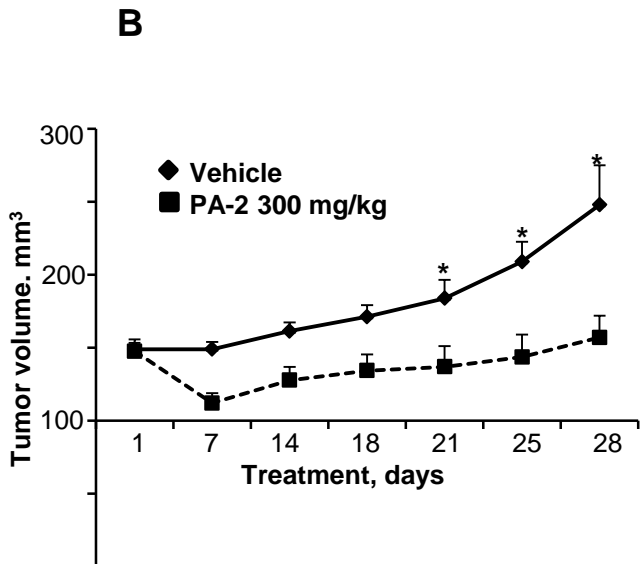 B
300
Vehicle
PA-2 300 mg/kg
*
*
*
200
100
Tumor volume. mm³
1 7 14 18 21 25 28
Treatment, days